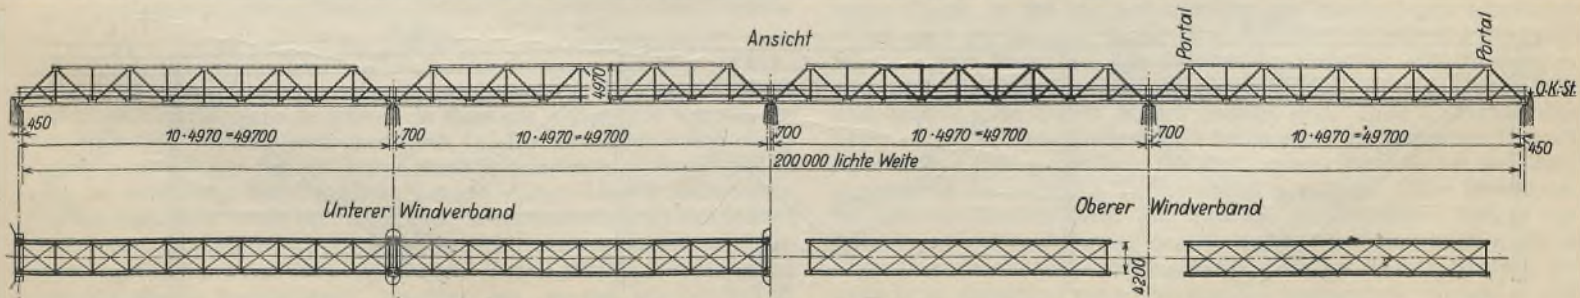 Ansicht
Portal
Portal
4970
O.K.-St.
450
10·4970=49700
700
10·4970=49700
700
10·4970=49700
700
10·4970=49700
450
200000 lichte Weite
Unterer Windverband
Oberer Windverband
4200